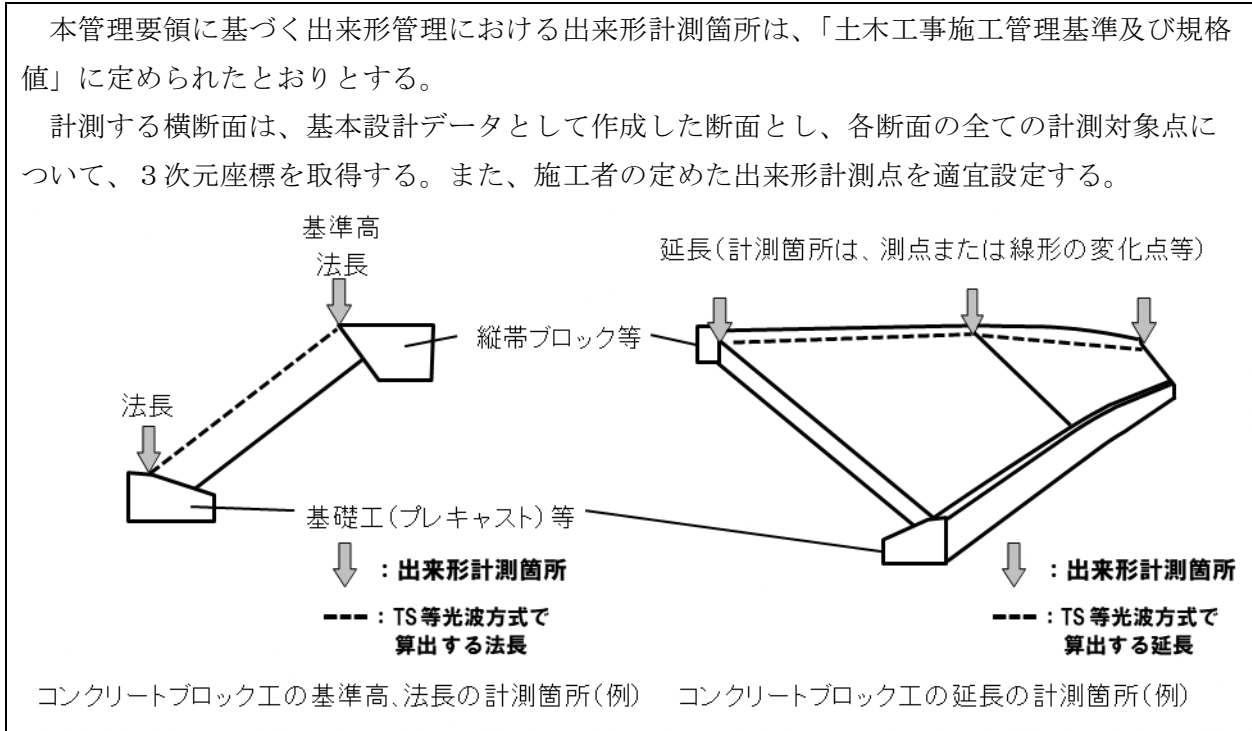 本管理要領に基づく出来形管理における出来形計測箇所は、「土木工事施工管理基準及び規格
値」に定められたとおりとする。
計測する横断面は、基本設計データとして作成した断面とし、各断面の全ての計測対象点に
ついて、３次元座標を取得する。また、施工者の定めた出来形計測点を適宜設定する。
基準高
法長
延長（計測箇所は、測点または線形の変化点等）
縦帯ブロック等
法長
基礎工（プレキャスト）等
：出来形計測箇所
：TS等光波方式で
算出する法長
：出来形計測箇所
：TS等光波方式で
算出する延長
コンクリートブロック工の基準高、法長の計測箇所（例）
コンクリートブロック工の延長の計測箇所（例）